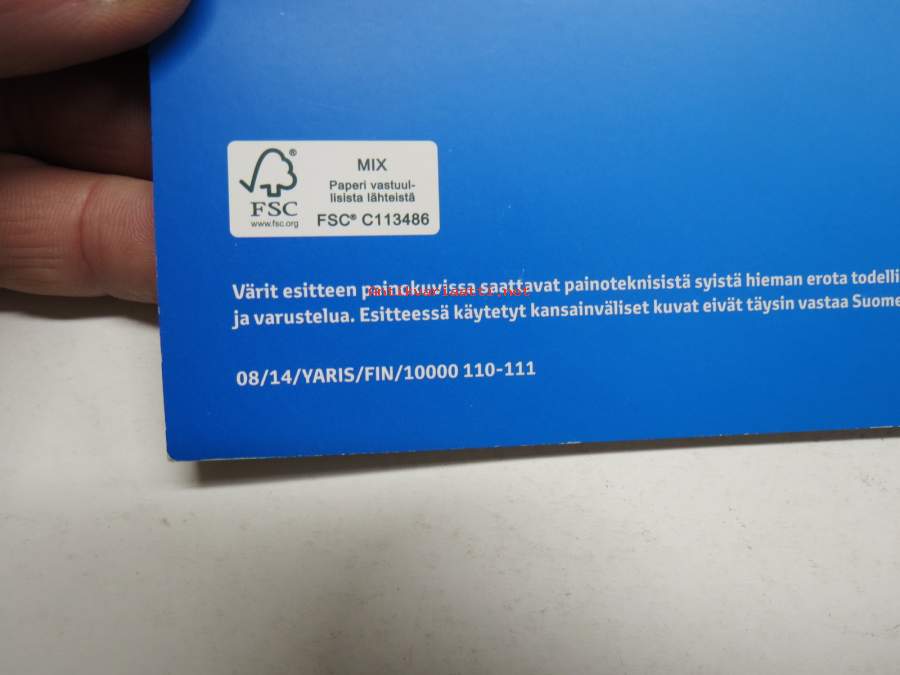 MIX
Paperi vastuul-
lisista lähteistä
FSC® C113486
®
FSC
www.fsc.org
Värit esitteen painokuvissa saattavat painoteknisistä syistä hieman erota todelli
ja varustelua. Esitteessä käytetyt kansainväliset kuvat eivät täysin vastaa Suome
08/14/YARIS/FIN/10000 110-111